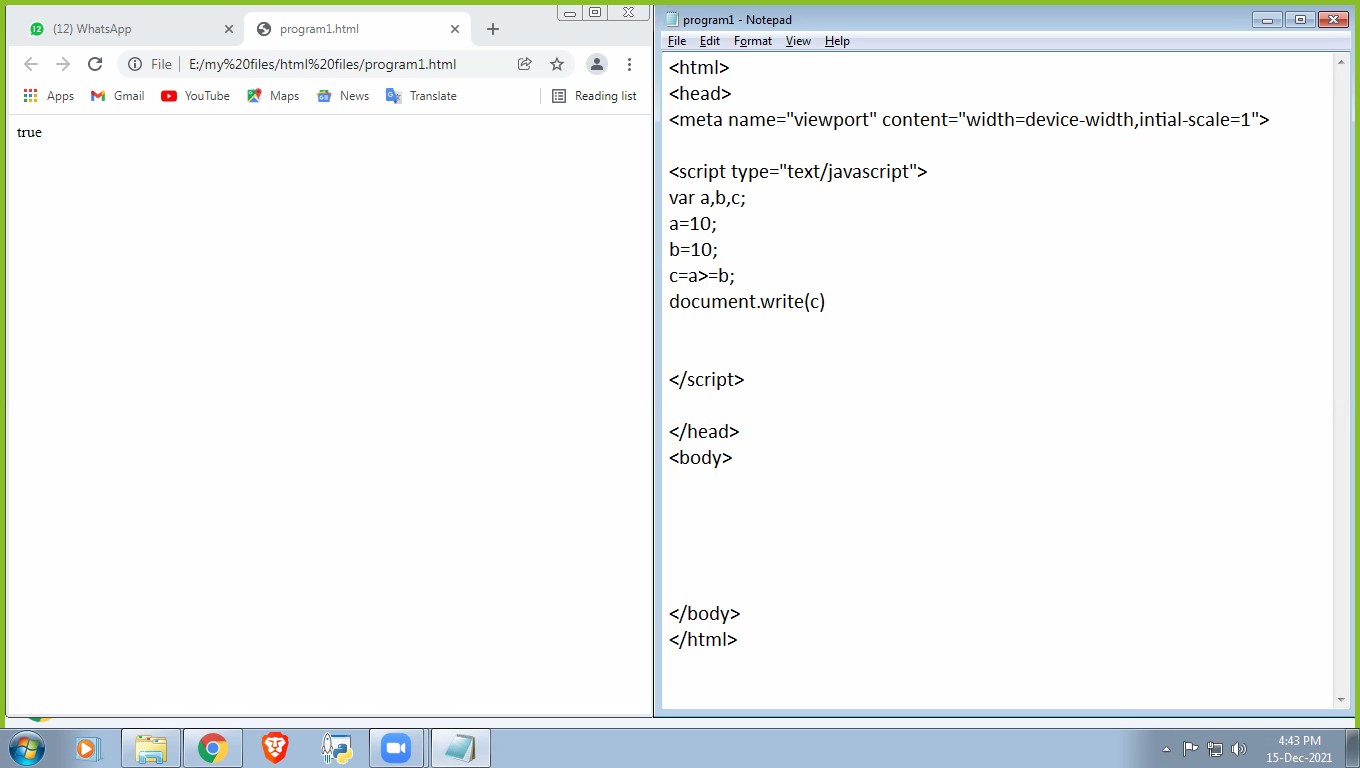 (12) WhatsApp
program1.html
File
E:/my%20files/html%20files/program1.html
Apps
Gmail
YouTube
Maps
News
Translate
Reading list
true
program1 - Notepad
File Edit Format View Help
<html>
<head>
<meta name="viewport" content="width=device-width,intial-scale=1">
<script type="text/javascript">
var a,b,c;
a=10;
b=10;
c=a>=b;
document.write(c)
</script>
</head>
<body>
</body>
</html>
4:43 PM
15-Dec-2021